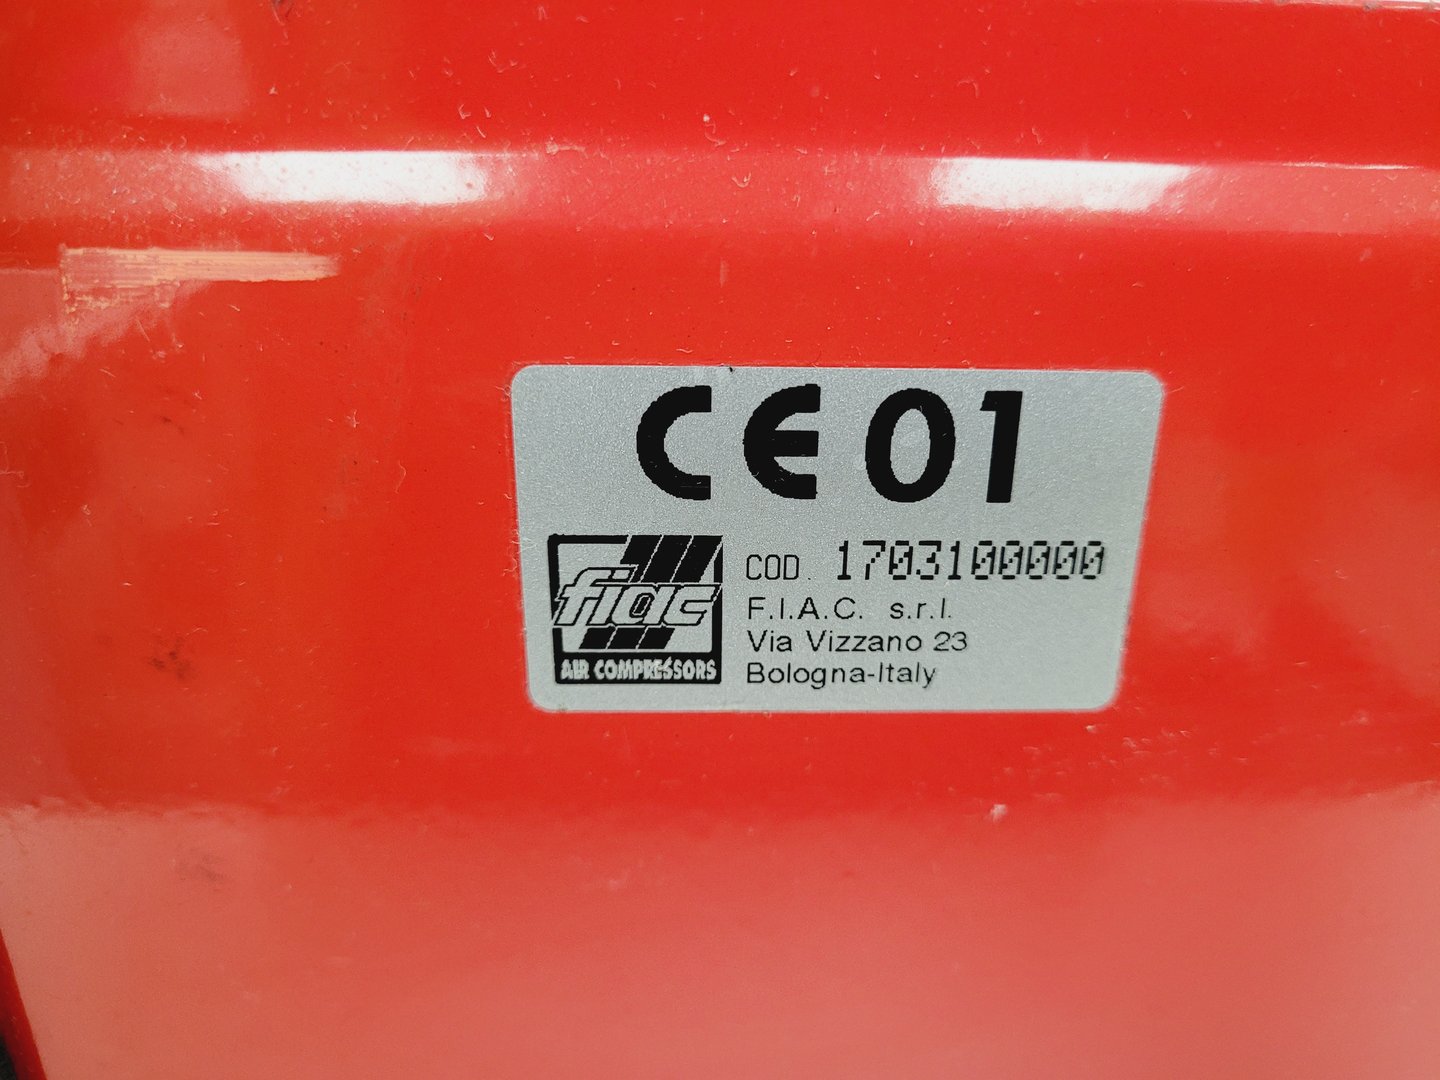 CE 01
fiac
AIR COMPRESSORS
COD. 1703100000
F.I.A.C. s.r.l.
Via Vizzano 23
Bologna-Italy